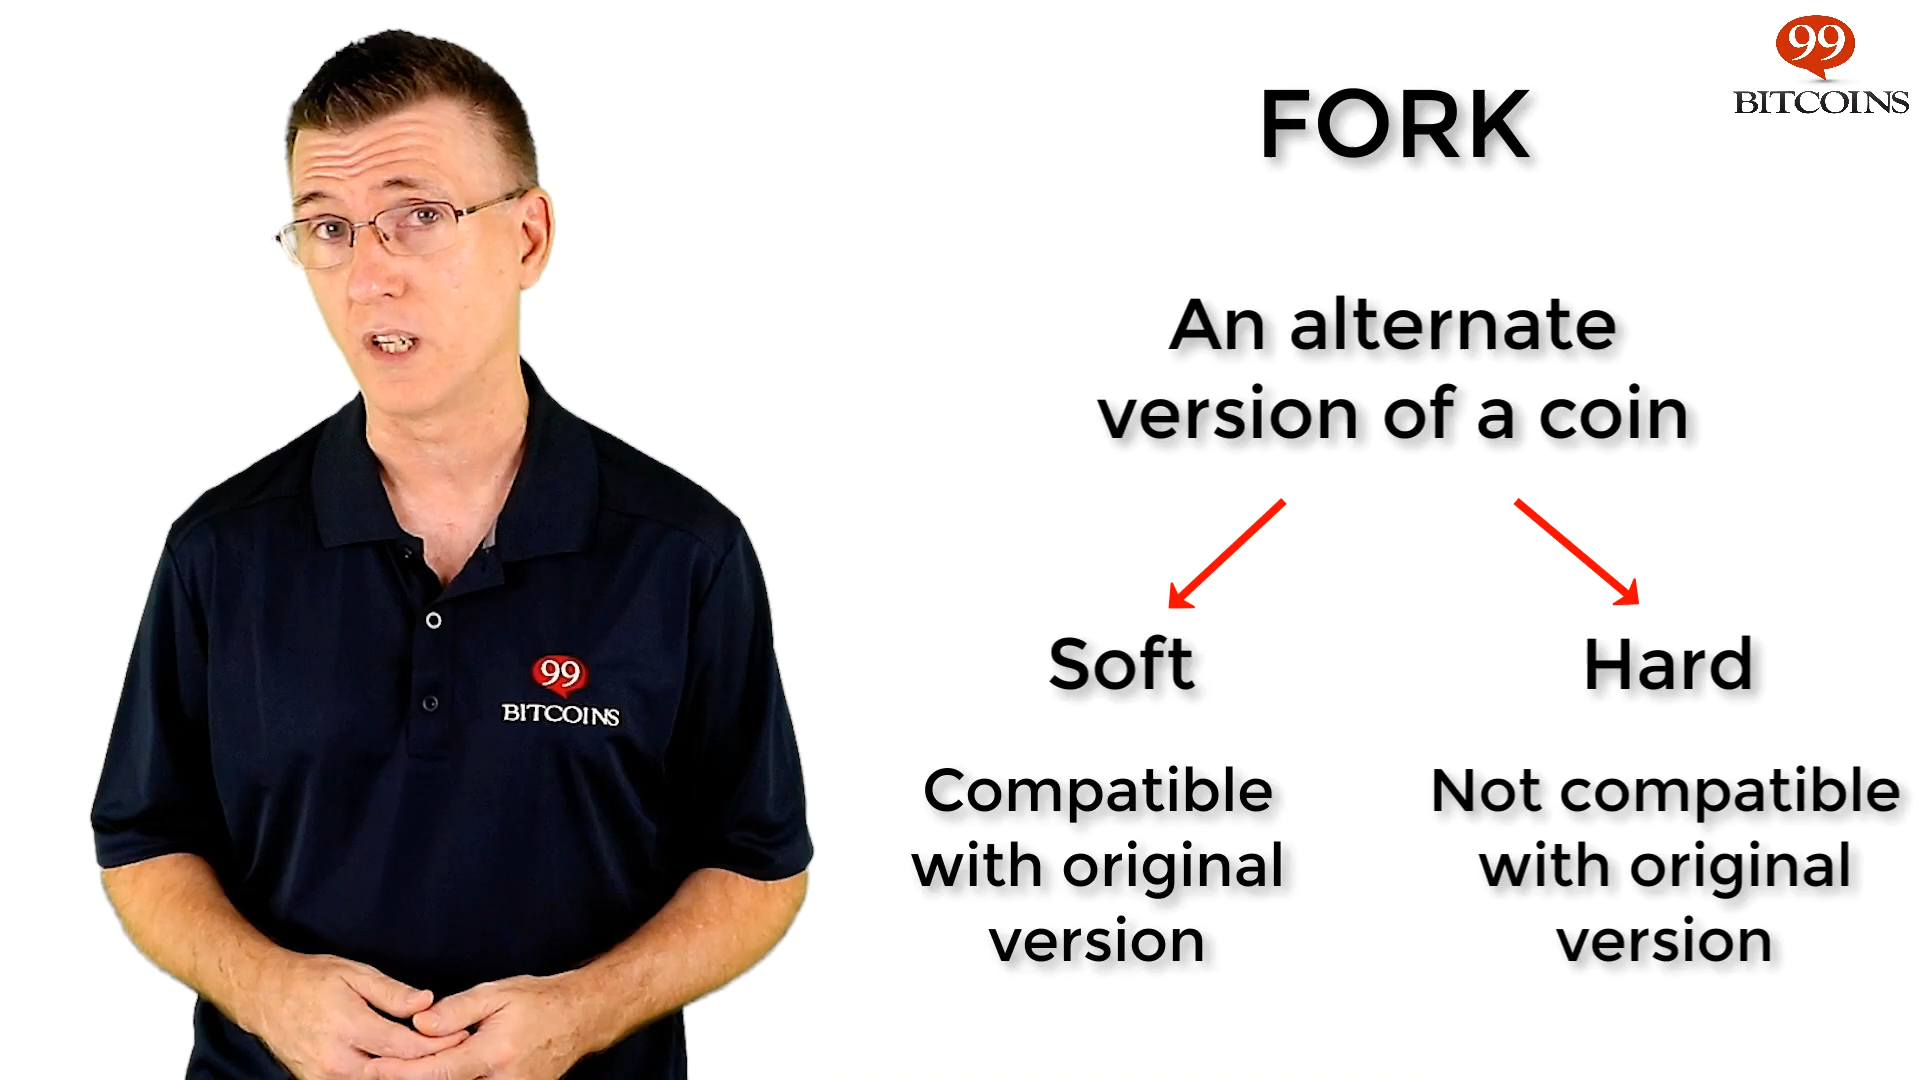 99
BITCOINS
FORK
An alternate
version of a coin
Soft
Hard
Compatible
with original
version
Not compatible
with original
version
99
BITCOINS